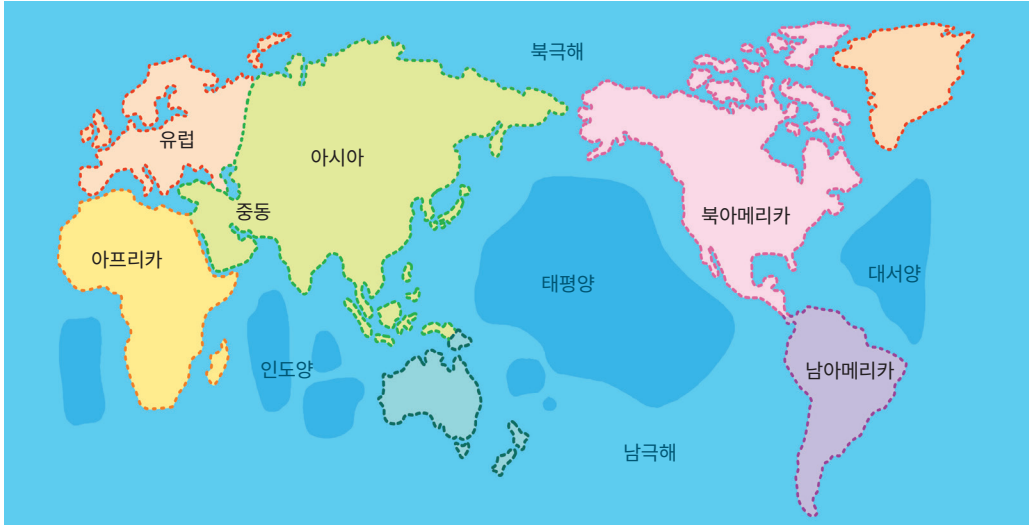 북극해
유럽
아시아
중동
북아메리카
아프리카
태평양
대서양
인도양
남아메리카
남극해